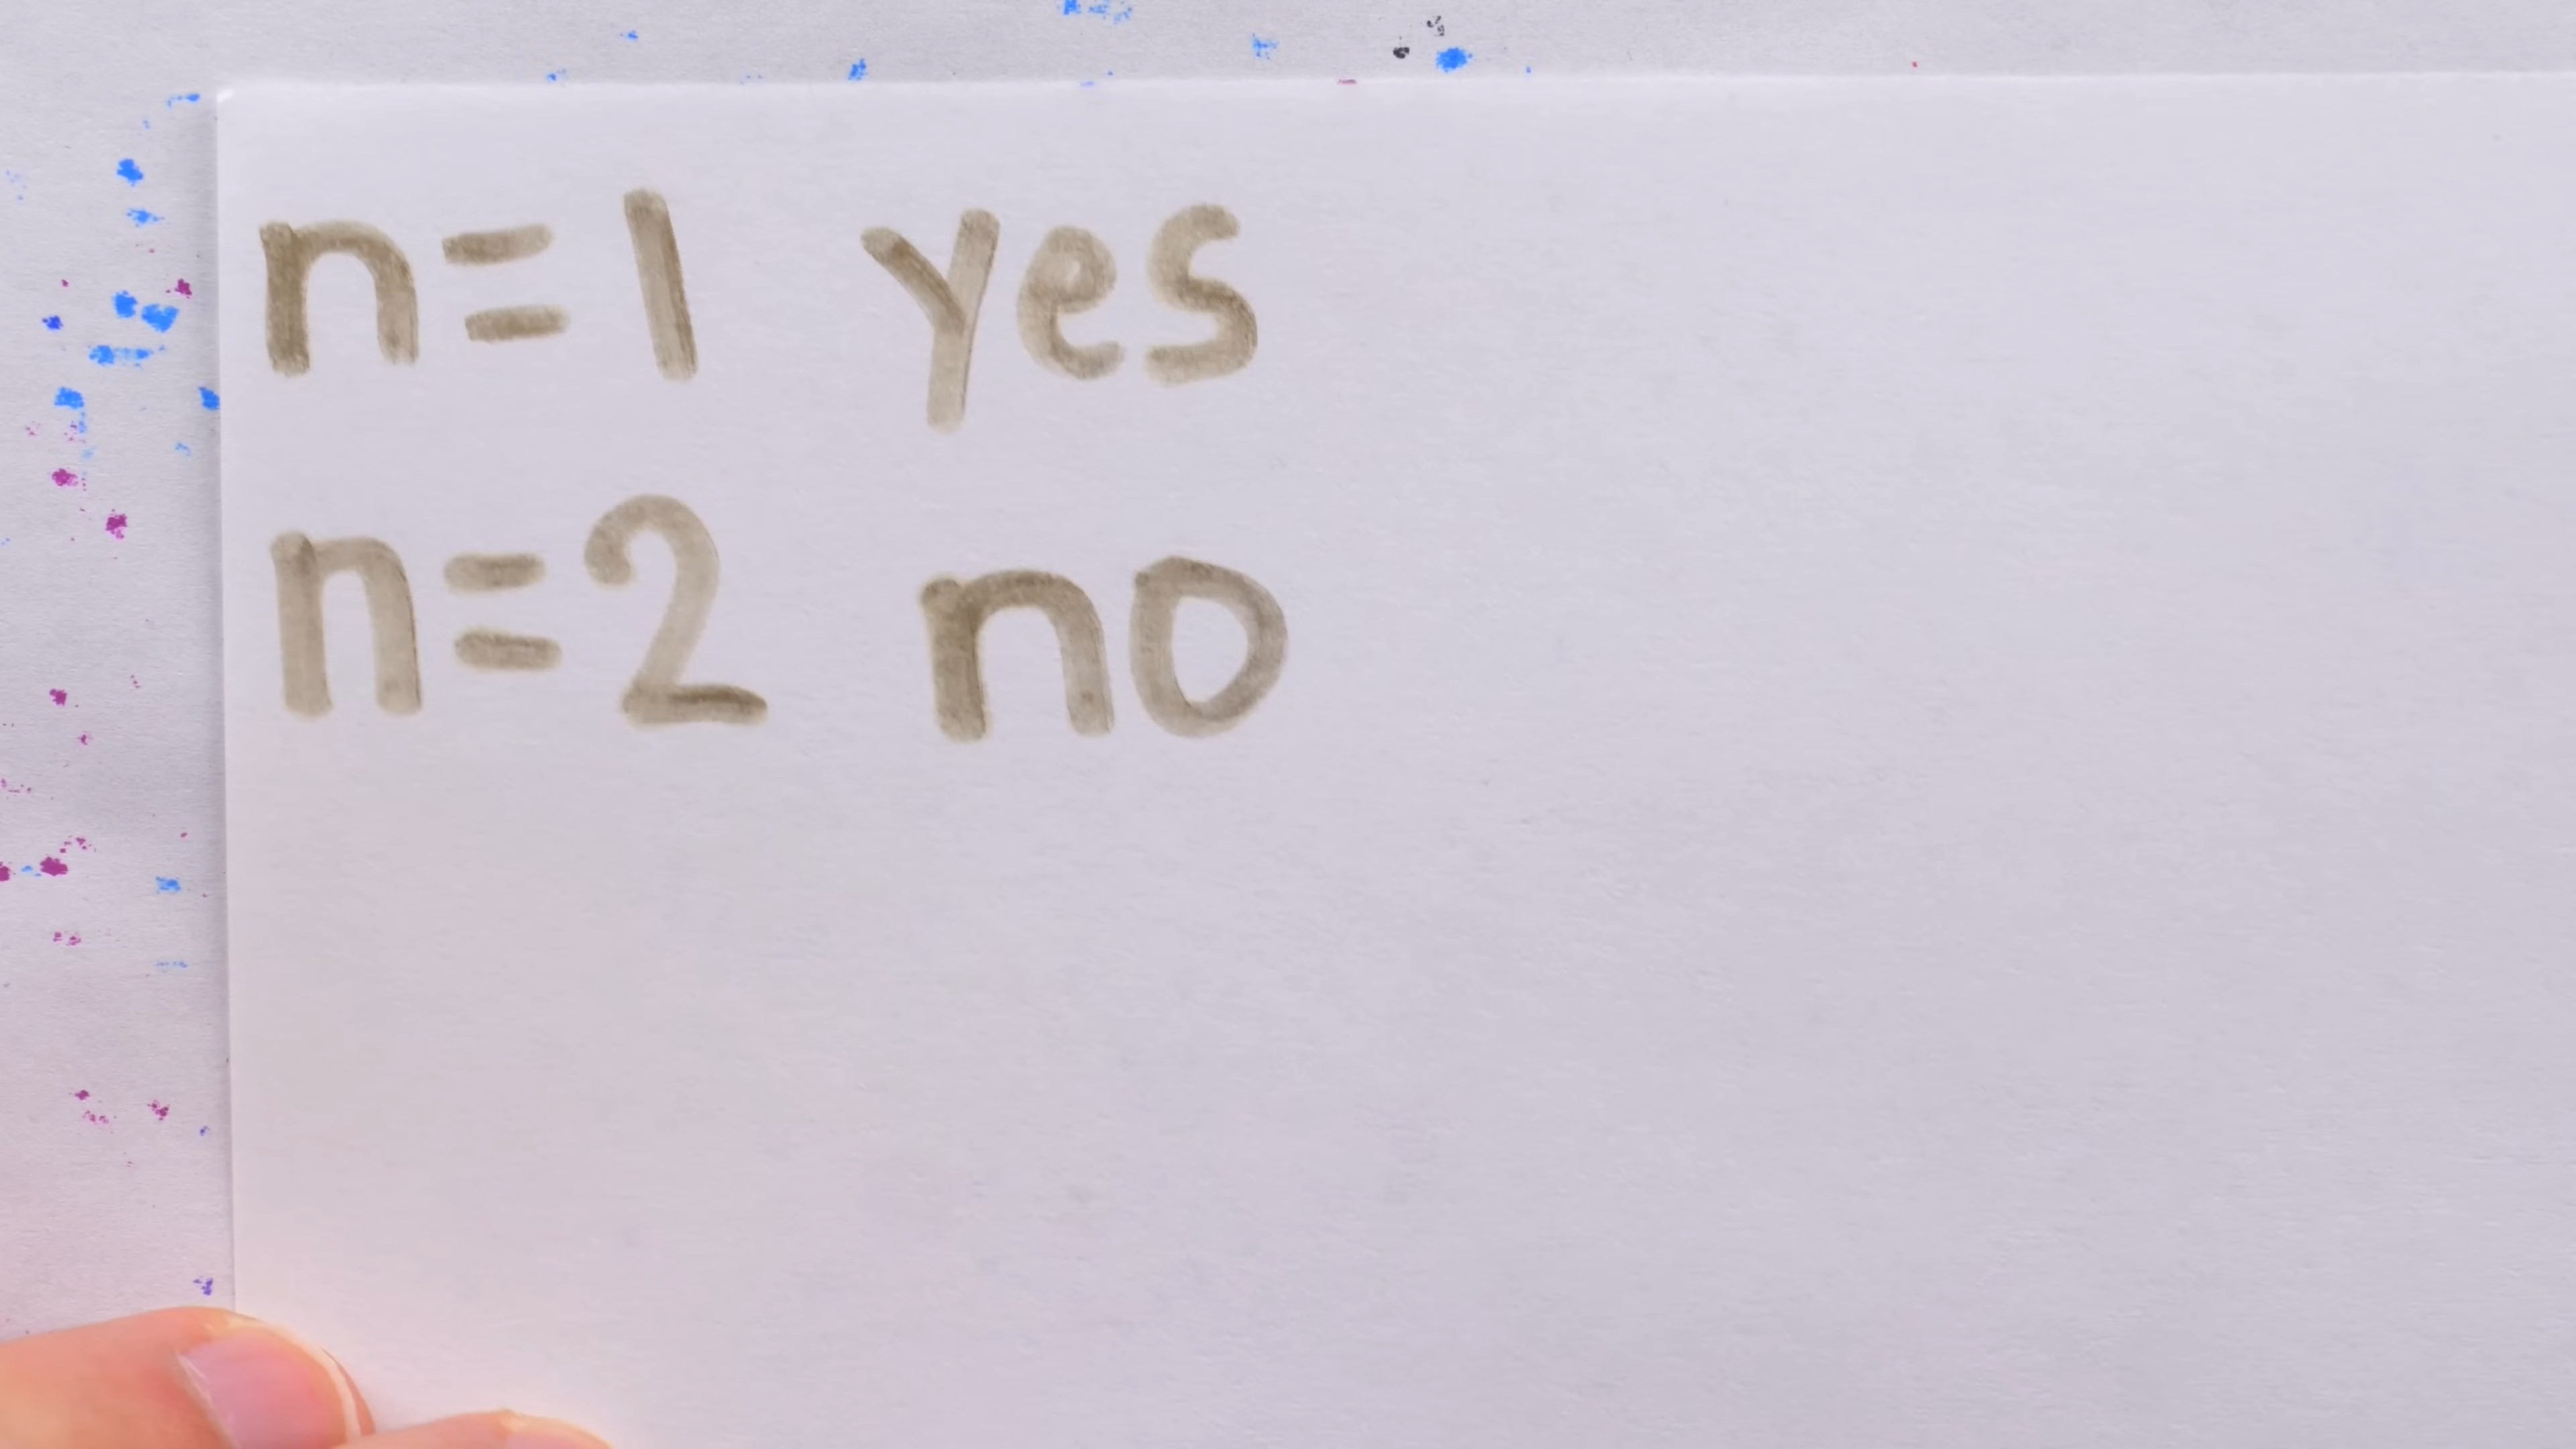 n=1 yes
n=2 no